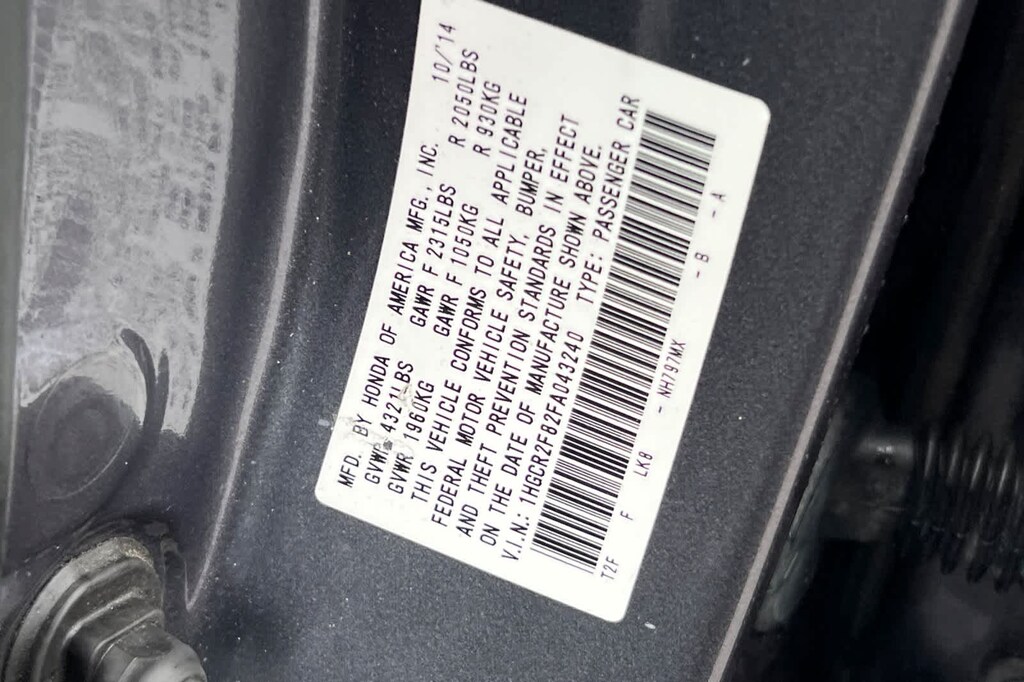 MFD. BY HONDA OF AMERICA MFG., INC. 10/'14
GVWR 4321LBS GAWR F 2315LBS R 2050LBS
GVWR 1960KG GAWR F 1050KG R 930KG
THIS VEHICLE CONFORMS TO ALL APPLICABLE
FEDERAL MOTOR VEHICLE SAFETY, BUMPER,
AND THEFT PREVENTION STANDARDS IN EFFECT
ON THE DATE OF MANUFACTURE SHOWN ABOVE.
V.I.N.: 1HGCR2F82FA043240 TYPE: PASSENGER CAR
T2F F LK8 - NH797MX - B - A